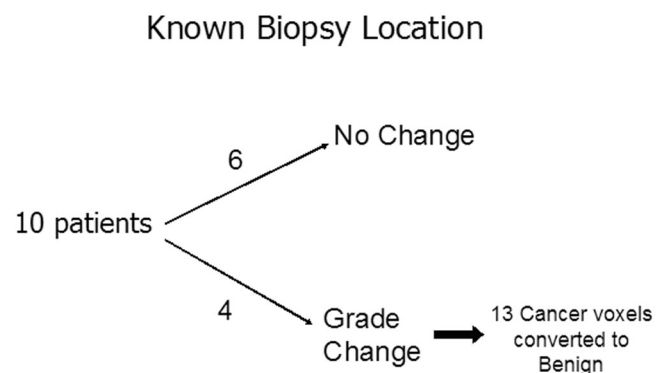 Known Biopsy Location
6
No Change
10 patients
4
Grade
Change
13 Cancer voxels
converted to
Benign